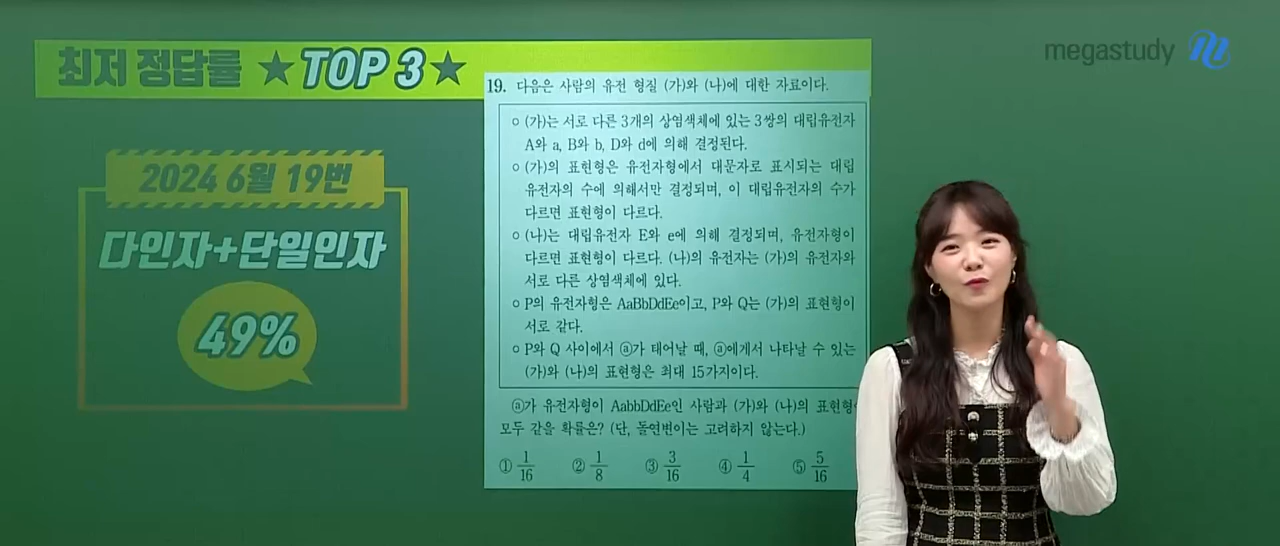 최저 정답률 ★ TOP 3 ★
megastudy
2024 6월 19번
다인자+단일인자
49%
19. 다음은 사람의 유전 형질 (가)와 (나)에 대한 자료이다.
○ (가)는 서로 다른 3개의 상염색체에 있는 3쌍의 대립유전자
A와 a, B와 b, D와 d에 의해 결정된다.
○ (가)의 표현형은 유전자형에서 대문자로 표시되는 대립
유전자의 수에 의해서만 결정되며, 이 대립유전자의 수가
다르면 표현형이 다르다.
○ (나)는 대립유전자 E와 e에 의해 결정되며, 유전자형이
다르면 표현형이 다르다. (나)의 유전자는 (가)의 유전자와
서로 다른 상염색체에 있다.
○ P의 유전자형은 AaBbDdEe이고, P와 Q는 (가)의 표현형이
서로 같다.
○ P와 Q 사이에서 ⓐ가 태어날 때, ⓐ에게서 나타날 수 있는
(가)와 (나)의 표현형은 최대 15가지이다.
ⓐ가 유전자형이 AabbDdEe인 사람과 (가)와 (나)의 표현형
모두 같을 확률은? (단, 돌연변이는 고려하지 않는다.)
① 1/16 ② 1/8 ③ 3/16 ④ 1/4 ⑤ 5/16